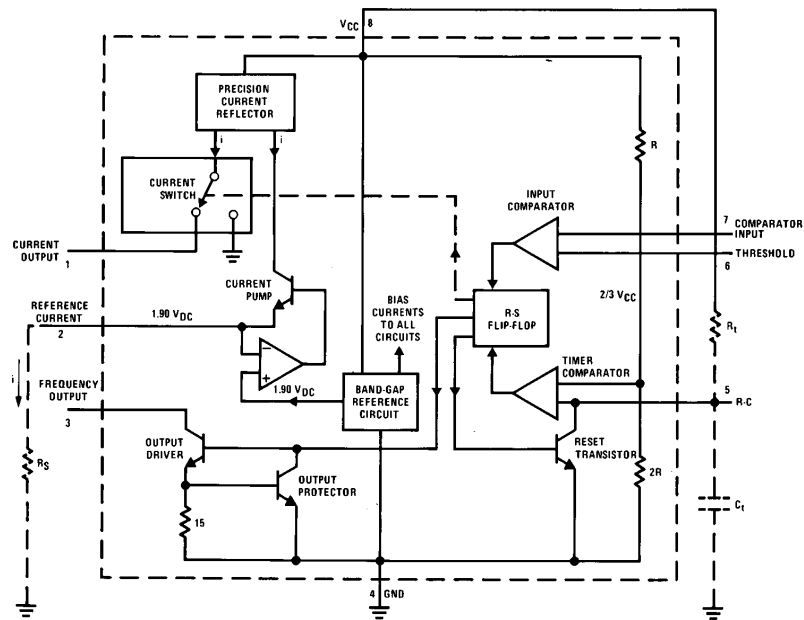 VCC 8
PRECISION
CURRENT
REFLECTOR
i
i
R
CURRENT
SWITCH
INPUT
COMPARATOR
7 COMPARATOR
INPUT
THRESHOLD
6
CURRENT
OUTPUT
1
CURRENT
PUMP
BIAS
CURRENTS
TO ALL
CIRCUITS
R-S
FLIP-FLOP
2/3 VCC
Rt
REFERENCE
CURRENT
2
1.90 VDC
i
−
+
1.90 VDC
BAND-GAP
REFERENCE
CIRCUIT
TIMER
COMPARATOR
5
R-C
FREQUENCY
OUTPUT
3
OUTPUT
DRIVER
OUTPUT
PROTECTOR
RESET
TRANSISTOR
2R
RS
15
Ct
4 GND